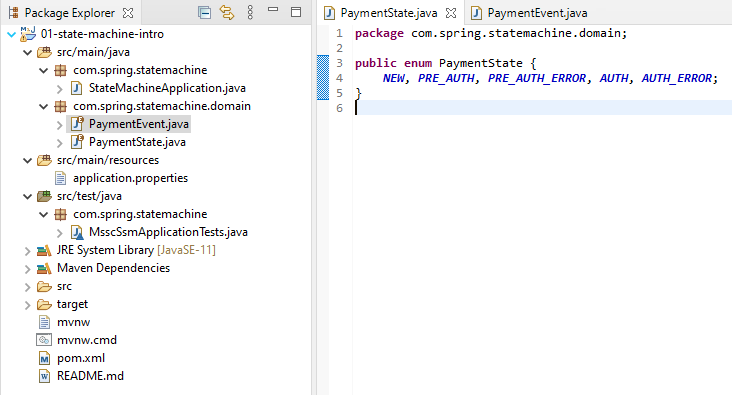 Package Explorer
01-state-machine-intro
src/main/java
com.spring.statemachine
StateMachineApplication.java
com.spring.statemachine.domain
PaymentEvent.java
PaymentState.java
src/main/resources
application.properties
src/test/java
com.spring.statemachine
MsscSsmApplicationTests.java
JRE System Library [JavaSE-11]
Maven Dependencies
src
target
mvnw
mvnw.cmd
pom.xml
README.md
PaymentState.java
PaymentEvent.java
1 package com.spring.statemachine.domain;
2
3 public enum PaymentState {
4 NEW, PRE_AUTH, PRE_AUTH_ERROR, AUTH, AUTH_ERROR;
5 }
6